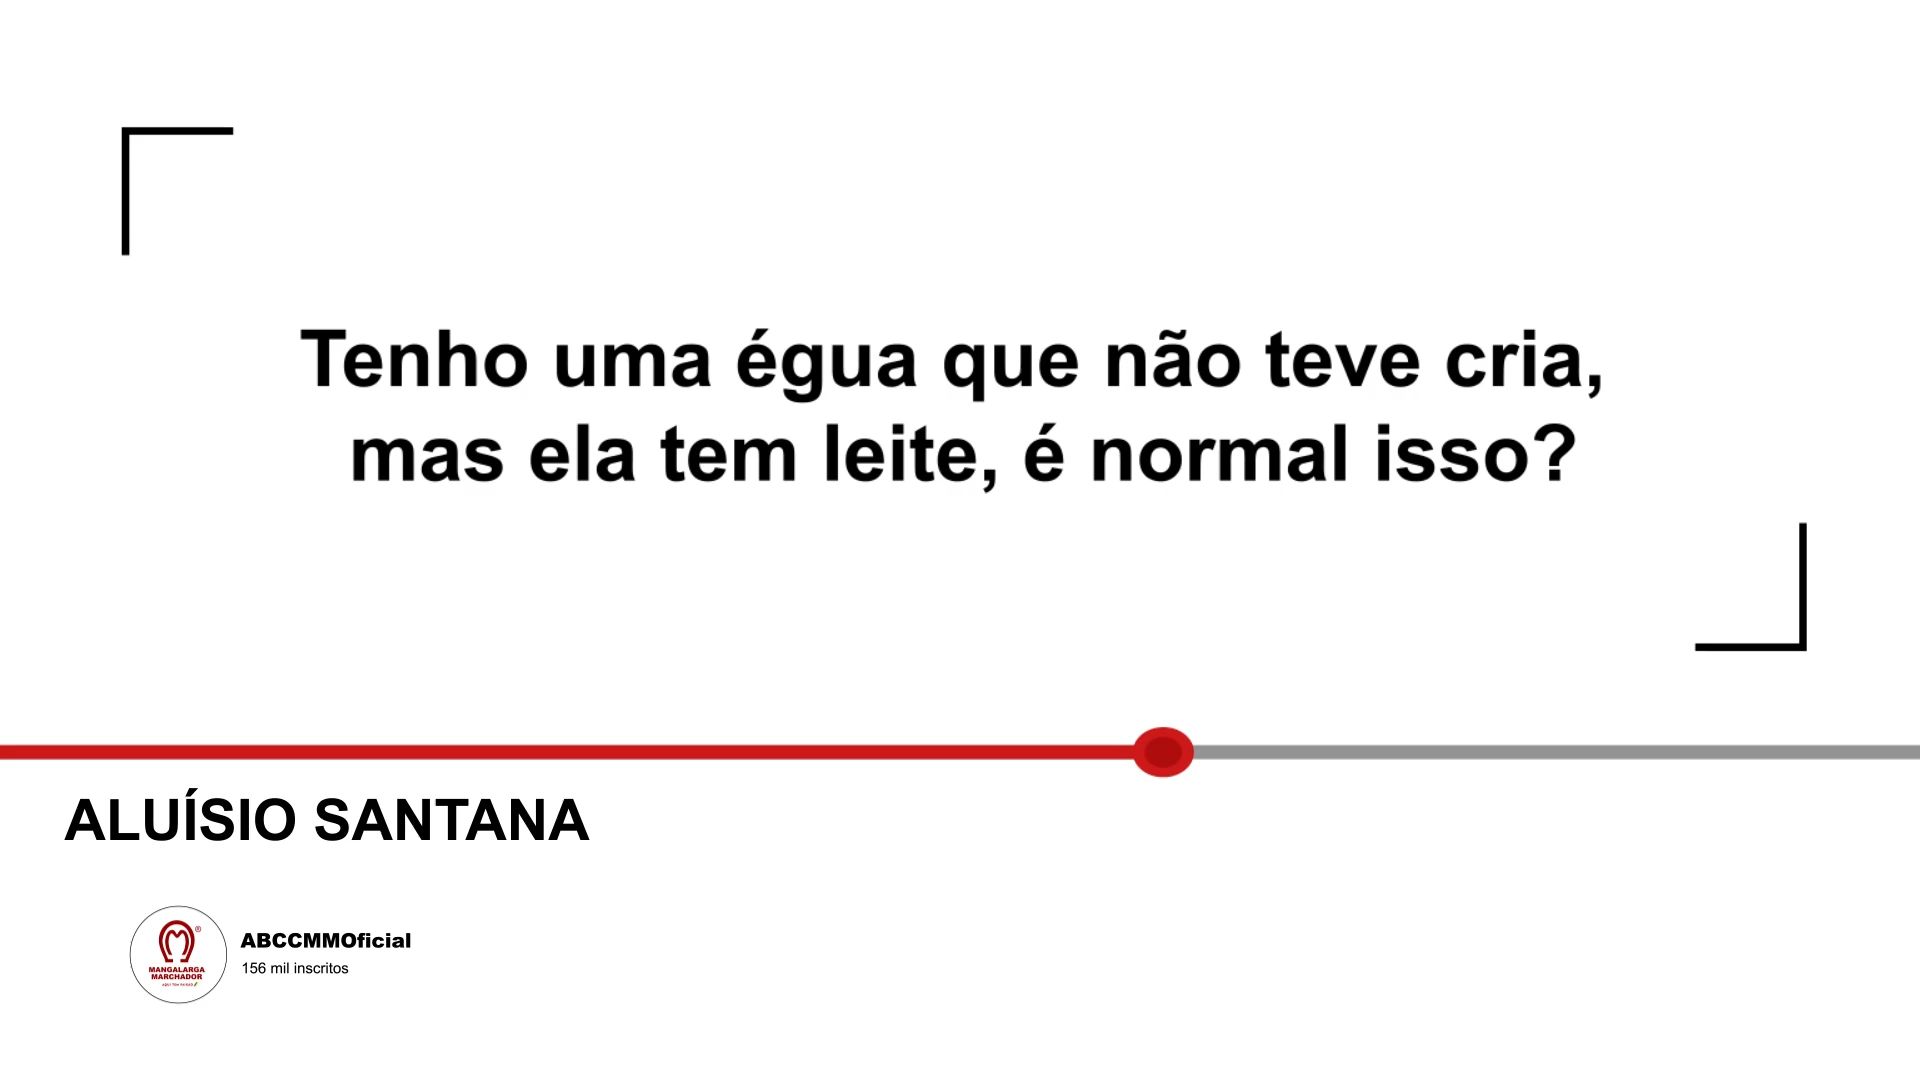 Tenho uma égua que não teve cria,
mas ela tem leite, é normal isso?
ALUÍSIO SANTANA
ABCCMMOficial
156 mil inscritos
®
MANGALARGA
MARCHADOR